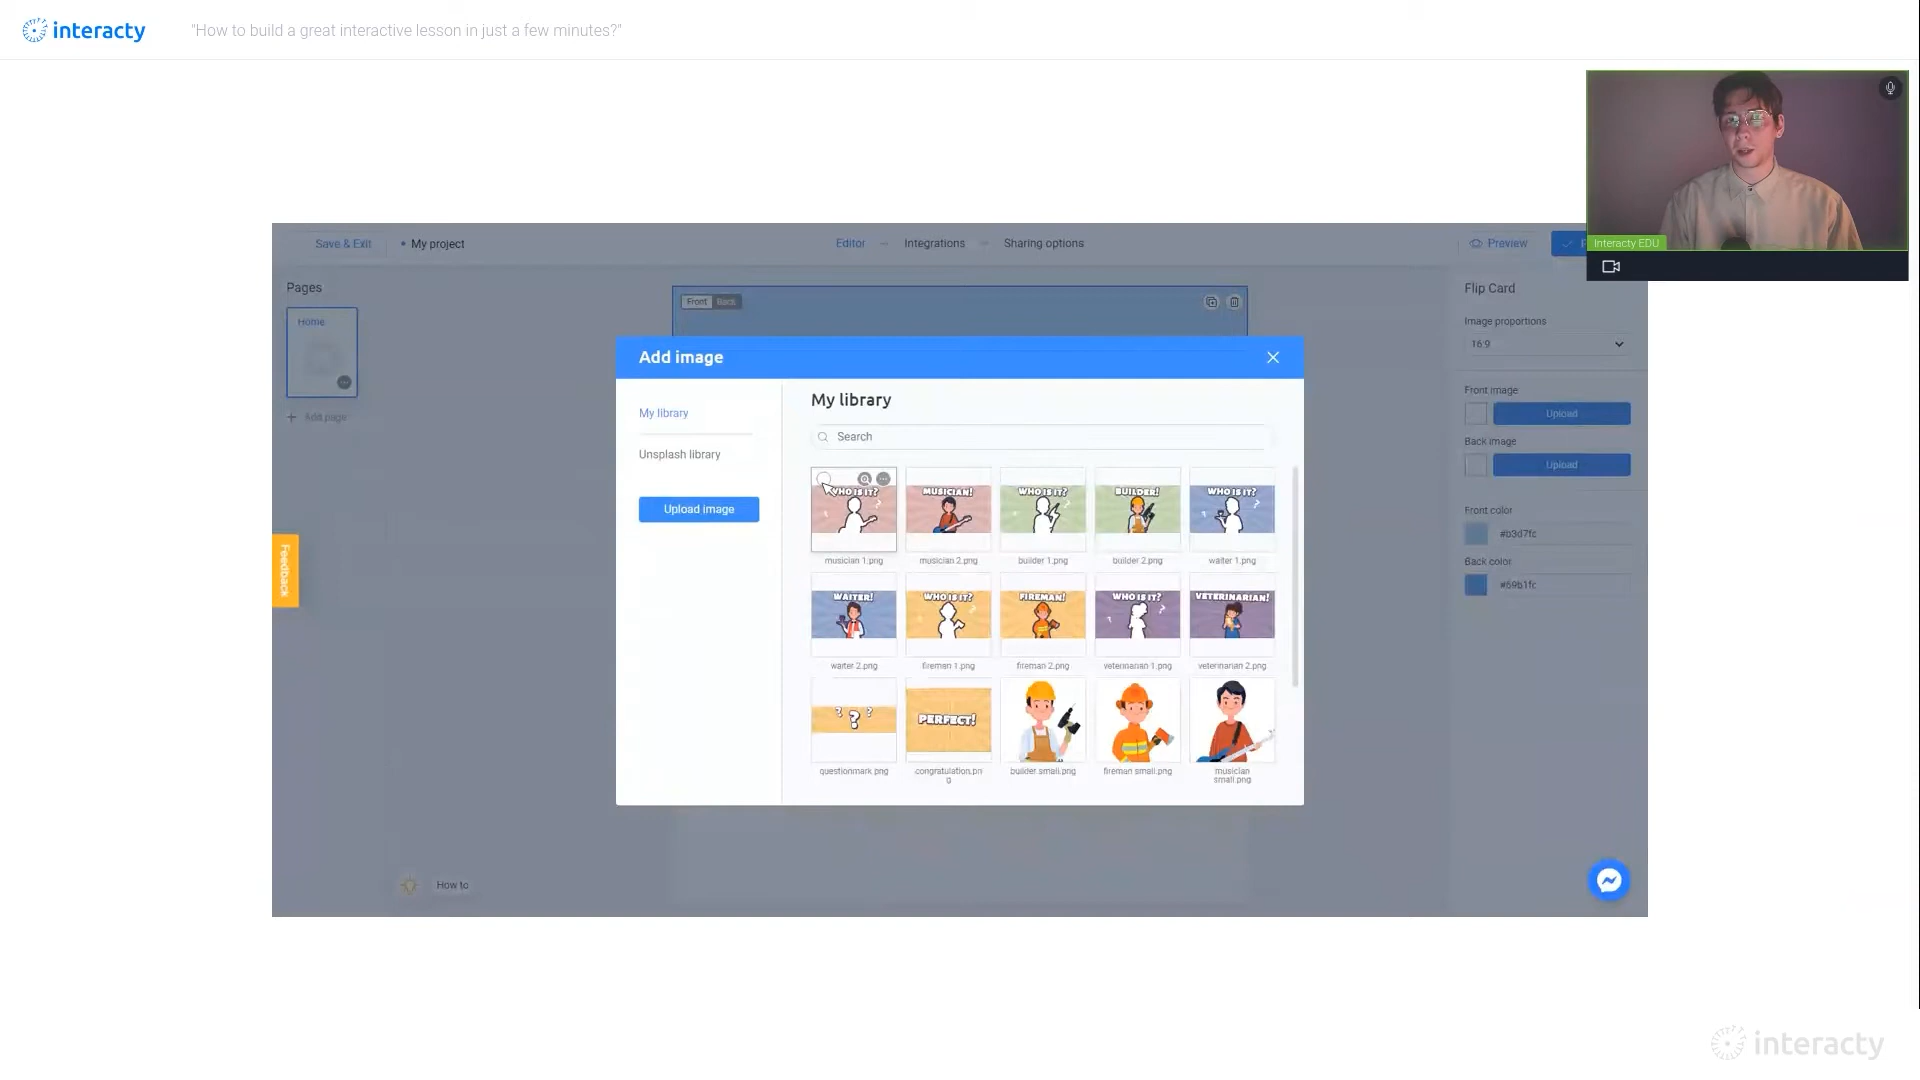 interacty
"How to build a great interactive lesson in just a few minutes?"
Interacty EDU
Save & Exit
• My project
Editor
Integrations
Sharing options
Preview
Pages
Home
+ Add page
Front Back
Flip Card
Image proportions
16:9
Front image
Upload
Back image
Upload
Front color
#b3d7fc
Back color
#69b1fc
Feedback
How to
Add image
My library
Unsplash library
Upload image
My library
Search
WHO IS IT?
MUSICIAN!
WHO IS IT?
BUILDER!
WHO IS IT?
musician 1.png
musician 2.png
builder 1.png
builder 2.png
waiter 1.png
WAITER!
WHO IS IT?
FIREMAN!
WHO IS IT?
VETERINARIAN!
waiter 2.png
fireman 1.png
fireman 2.png
veterinarian 1.png
veterinarian 2.png
? ? ?
PERFECT!
questionmark.png
congratulation.pn
g
builder small.png
fireman small.png
musician
small.png
interacty